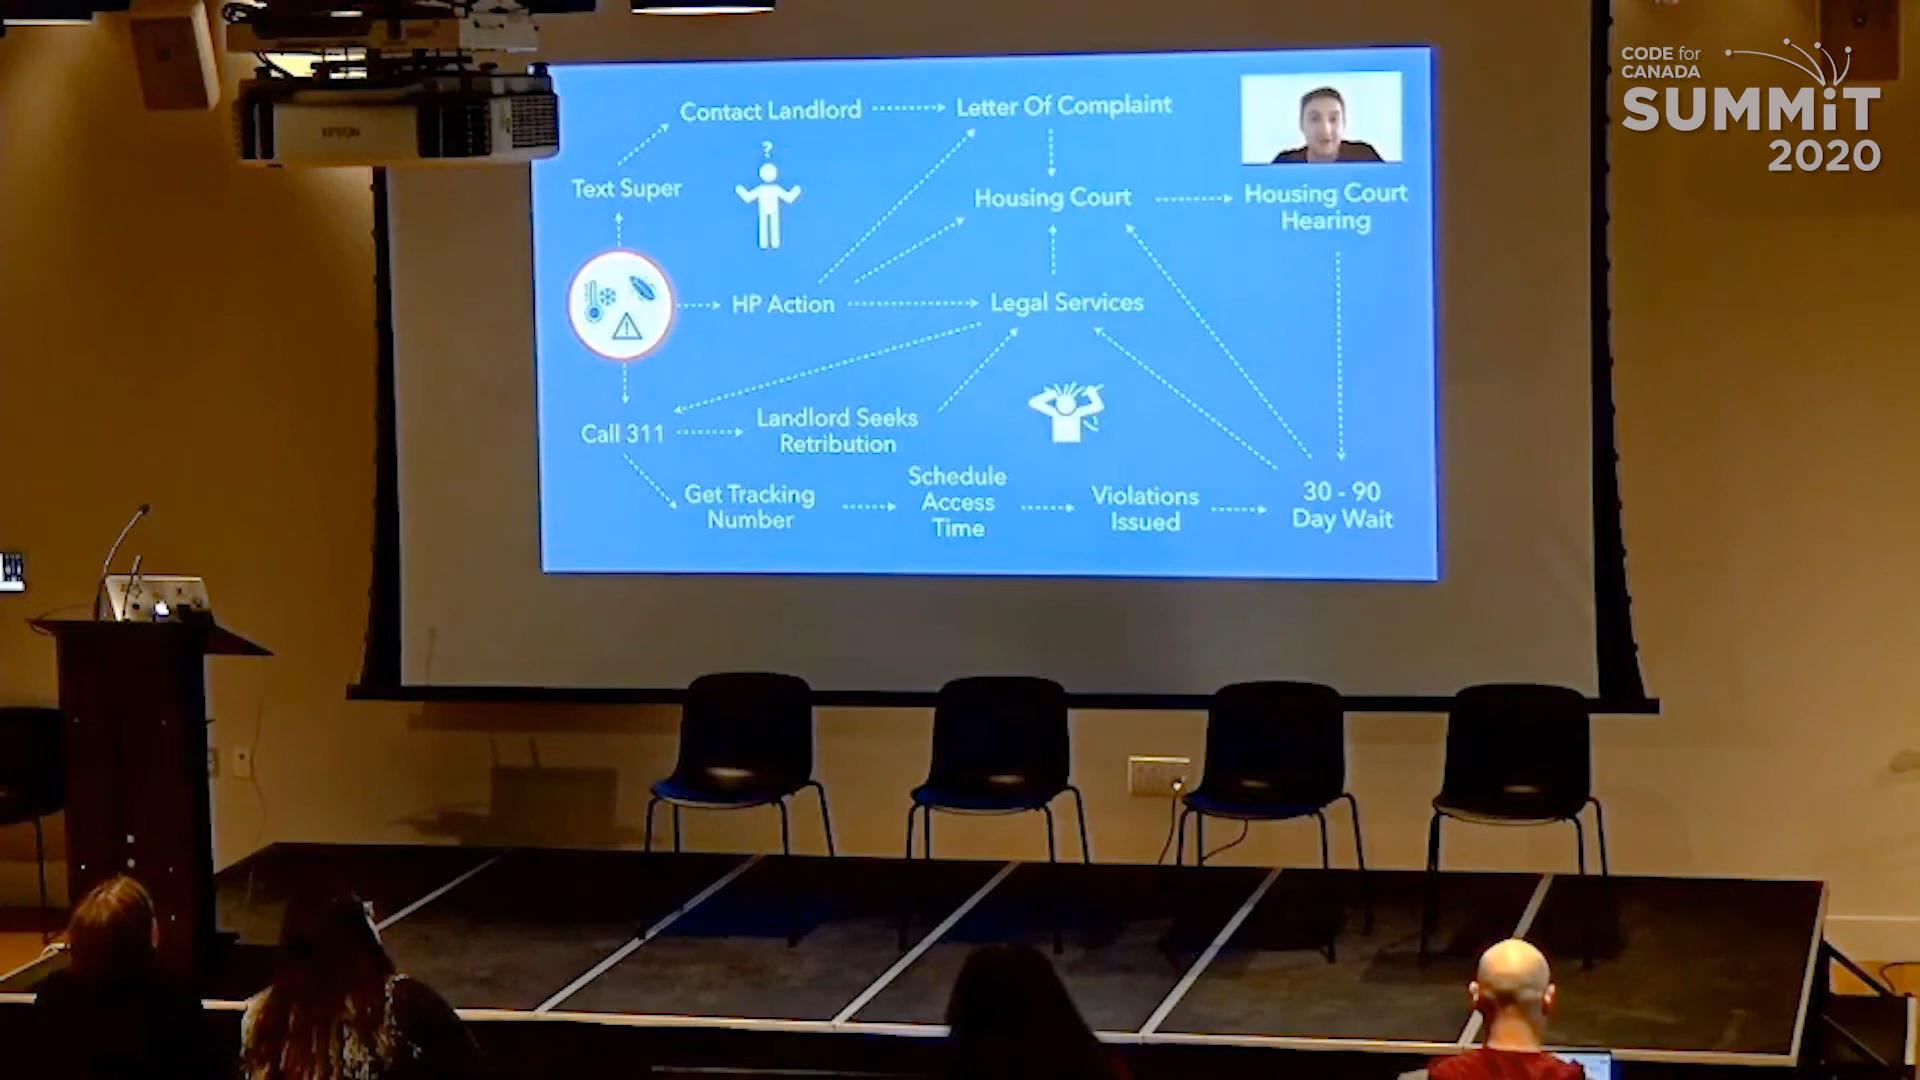 CODE for
CANADA
SUMMiT
2020
EPSON
Contact Landlord
Letter Of Complaint
?
Text Super
Housing Court
Housing Court
Hearing
HP Action
Legal Services
Call 311
Landlord Seeks
Retribution
Get Tracking
Number
Schedule
Access
Time
Violations
Issued
30 - 90
Day Wait